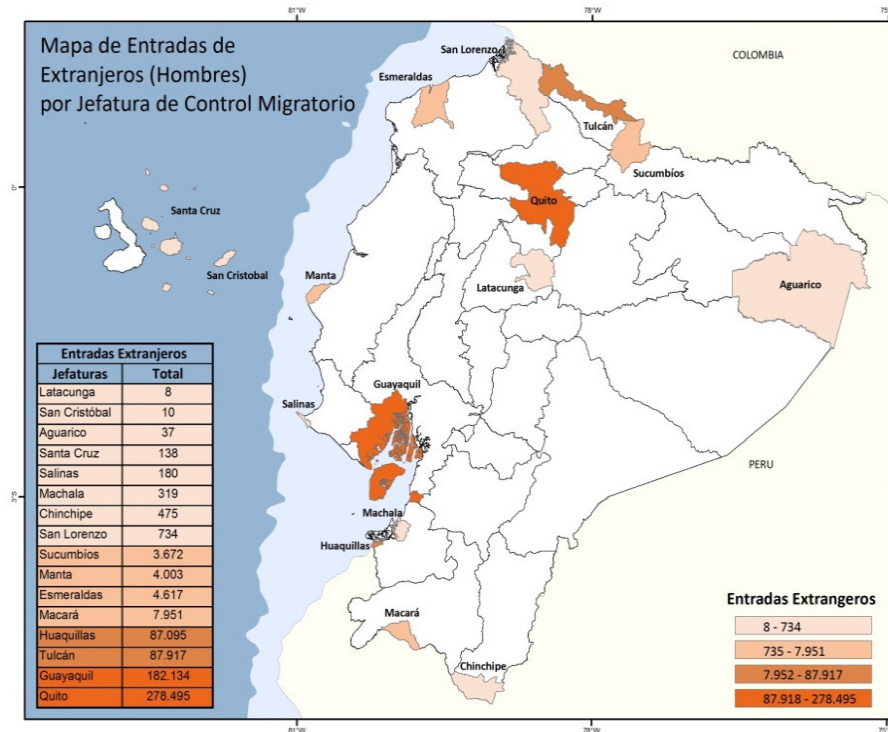 81°W
78°W
75°
Mapa de Entradas de
Extranjeros (Hombres)
por Jefatura de Control Migratorio
San Lorenzo
COLOMBIA
Esmeraldas
Tulcán
Sucumbíos
0°
Quito
Santa Cruz
San Cristobal
Manta
Latacunga
Aguarico
Entradas Extranjeros
Jefaturas Total
Latacunga 8
San Cristóbal 10
Aguarico 37
Santa Cruz 138
Salinas 180
Machala 319
Chinchipe 475
San Lorenzo 734
Sucumbíos 3.672
Manta 4.003
Esmeraldas 4.617
Macará 7.951
Huaquillas 87.095
Tulcán 87.917
Guayaquil 182.134
Quito 278.495
Guayaquil
Salinas
PERU
3°S
Machala
Huaquillas
Macará
Chinchipe
Entradas Extrangeros
8 - 734
735 - 7.951
7.952 - 87.917
87.918 - 278.495
81°W
78°W
75°